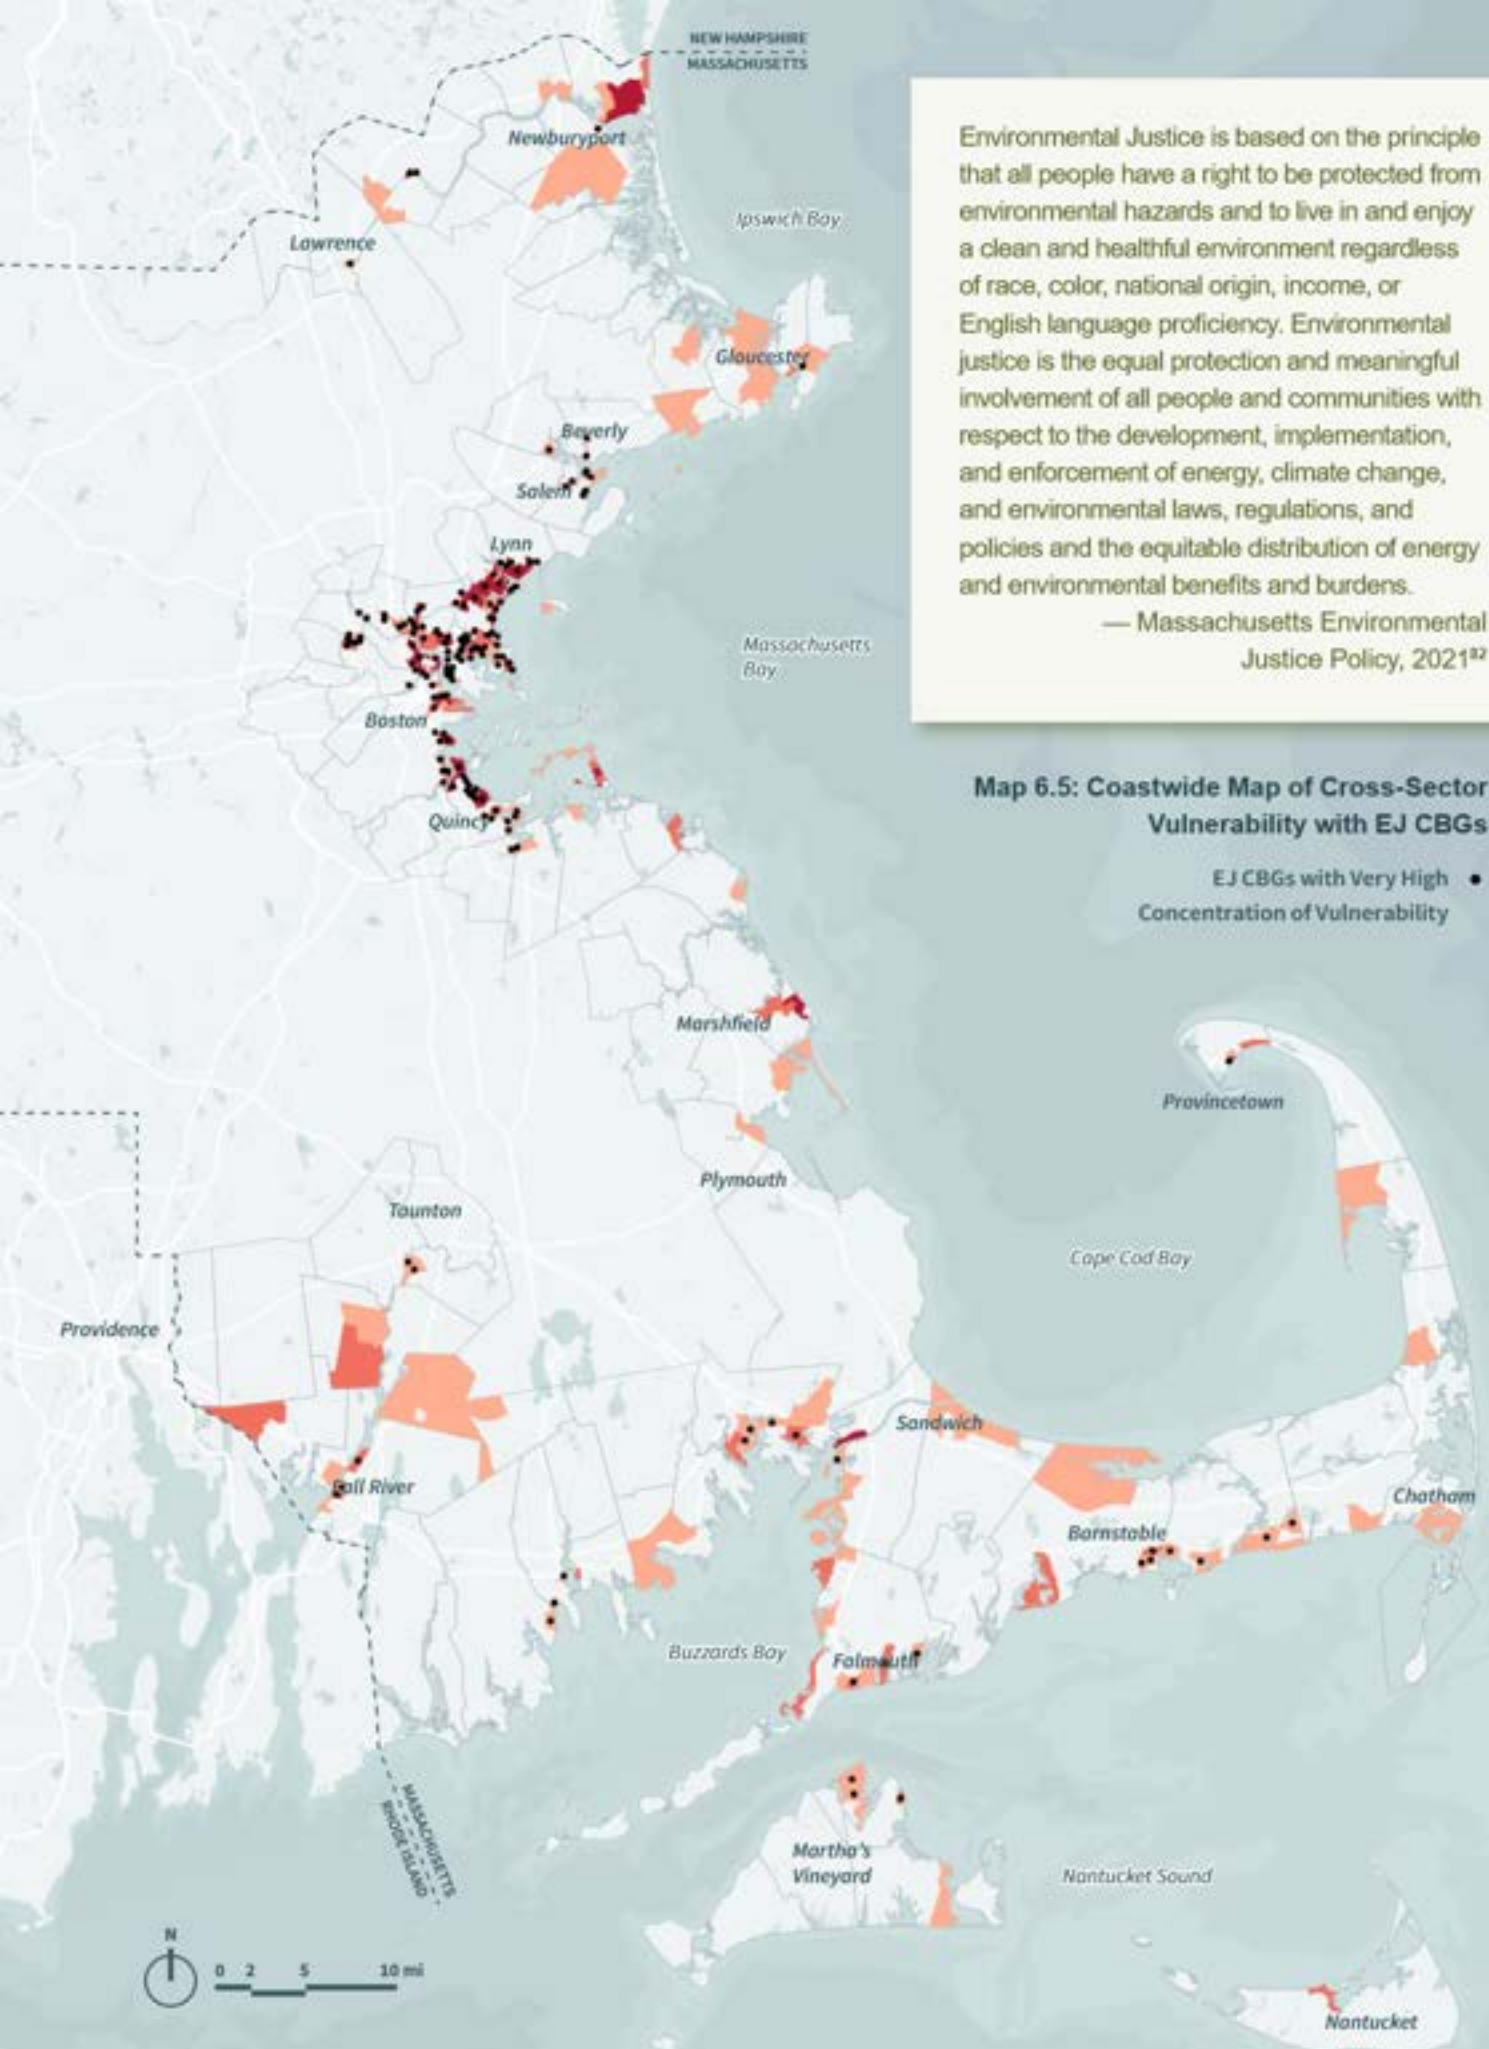 NEW HAMPSHIRE
MASSACHUSETTS
Newburyport
Ipswich Bay
Lawrence
Gloucester
Beverly
Salem
Lynn
Massachusetts
Bay
Boston
Quincy
Environmental Justice is based on the principle
that all people have a right to be protected from
environmental hazards and to live in and enjoy
a clean and healthful environment regardless
of race, color, national origin, income, or
English language proficiency. Environmental
justice is the equal protection and meaningful
involvement of all people and communities with
respect to the development, implementation,
and enforcement of energy, climate change,
and environmental laws, regulations, and
policies and the equitable distribution of energy
and environmental benefits and burdens.
— Massachusetts Environmental
Justice Policy, 2021⁸²
Map 6.5: Coastwide Map of Cross-Sector
Vulnerability with EJ CBGs
EJ CBGs with Very High
Concentration of Vulnerability
Marshfield
Provincetown
Plymouth
Taunton
Cape Cod Bay
Providence
Sandwich
Fall River
Chatham
Barnstable
Buzzards Bay
Falmouth
MASSACHUSETTS
RHODE ISLAND
Martha's
Vineyard
Nantucket Sound
N
0 2 5 10 mi
Nantucket